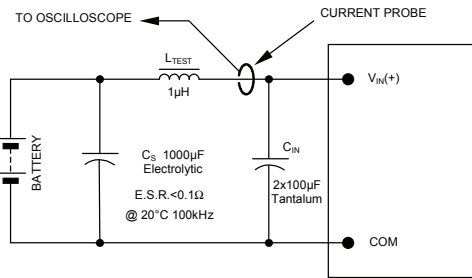 TO OSCILLOSCOPE
CURRENT PROBE
LTEST
1µH
VIN(+)
BATTERY
CS 1000µF
Electrolytic
E.S.R.<0.1Ω
@ 20°C 100kHz
CIN
2x100µF
Tantalum
COM